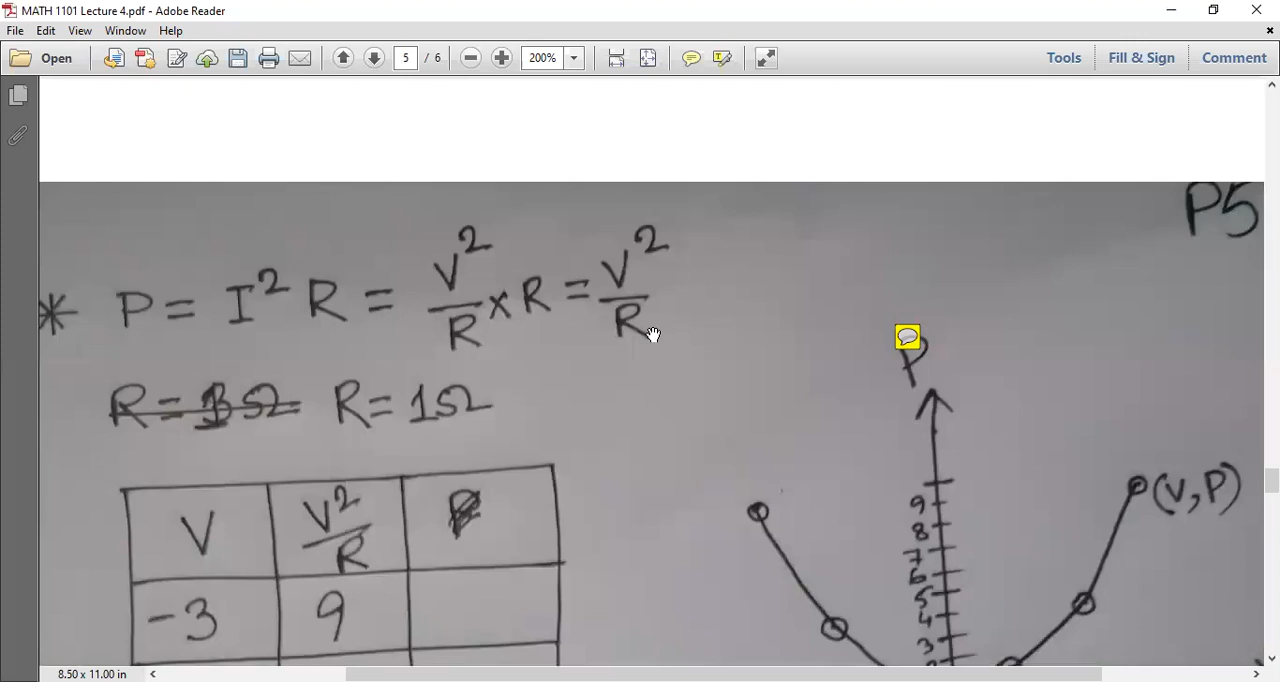 MATH 1101 Lecture 4.pdf - Adobe Reader
File Edit View Window Help
Open 5 / 6 200% Tools Fill & Sign Comment
P5
* P = I² R = V²/R × R = V²/R
R = 1Ω
P
V V²/R
(V, P)
9
8
7
6
5
4
3
-3 9
8.50 x 11.00 in